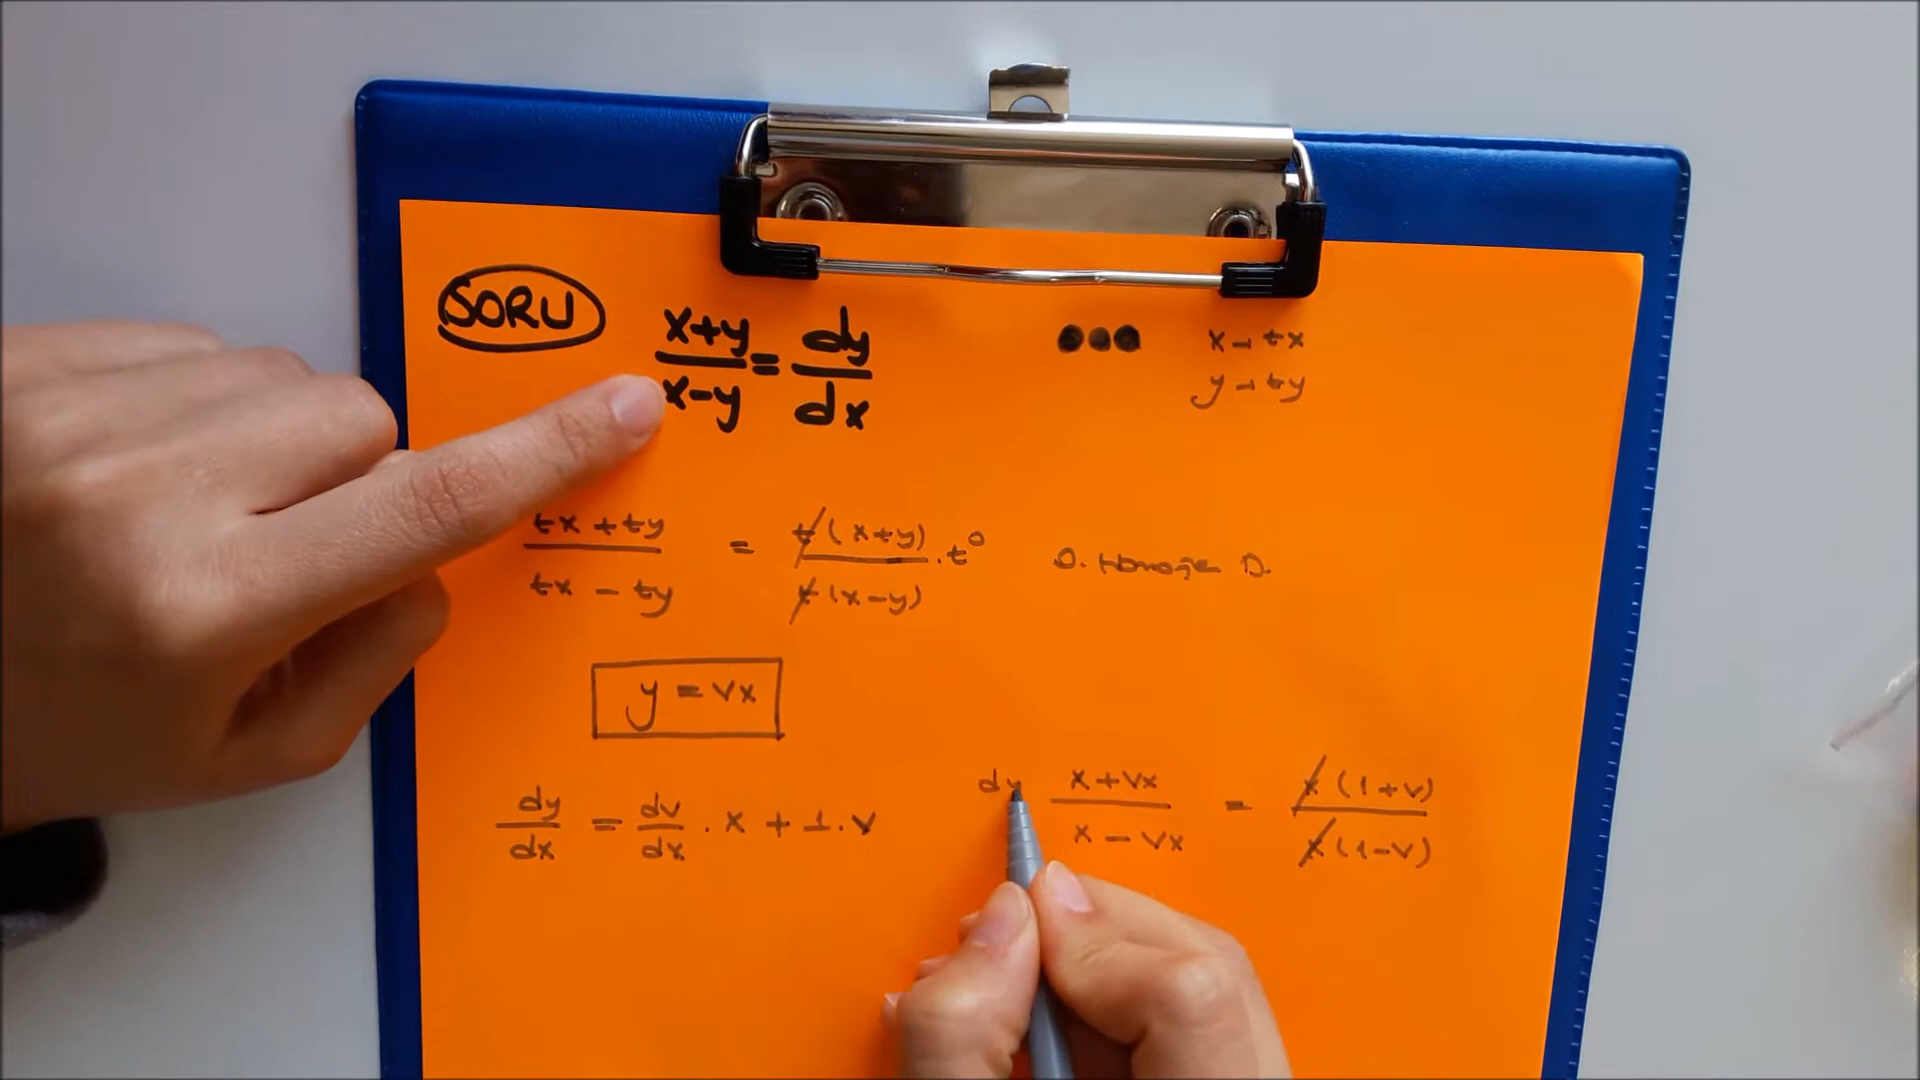 SORU
x+y/x-y = dy/dx
x → tx
y → ty
tx + ty/tx - ty = t(x+y)/t(x-y) . t⁰
0. D.
y = vx
dy/dx = dv/dx . x + 1.v
dy x+vx/x-vx = x(1+v)/x(1-v)